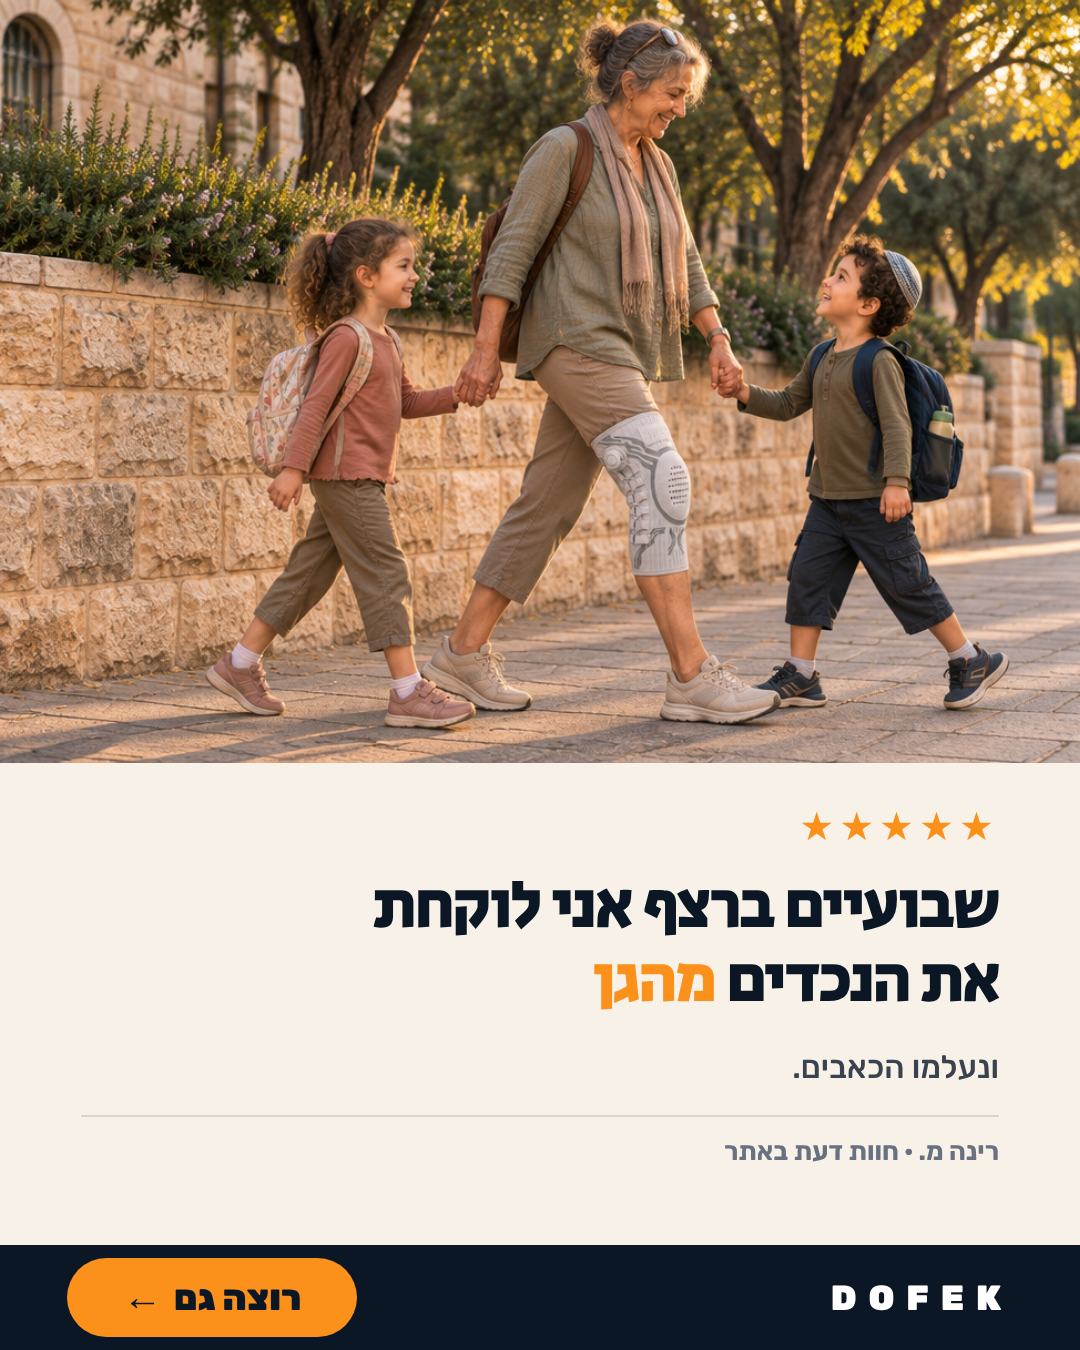 ★★★★★
שבועיים ברצף אני לוקחת
את הנכדים מהגן
ונעלמו הכאבים.
רינה מ. • חוות דעת באתר
רוצה גם ←
DOFEK